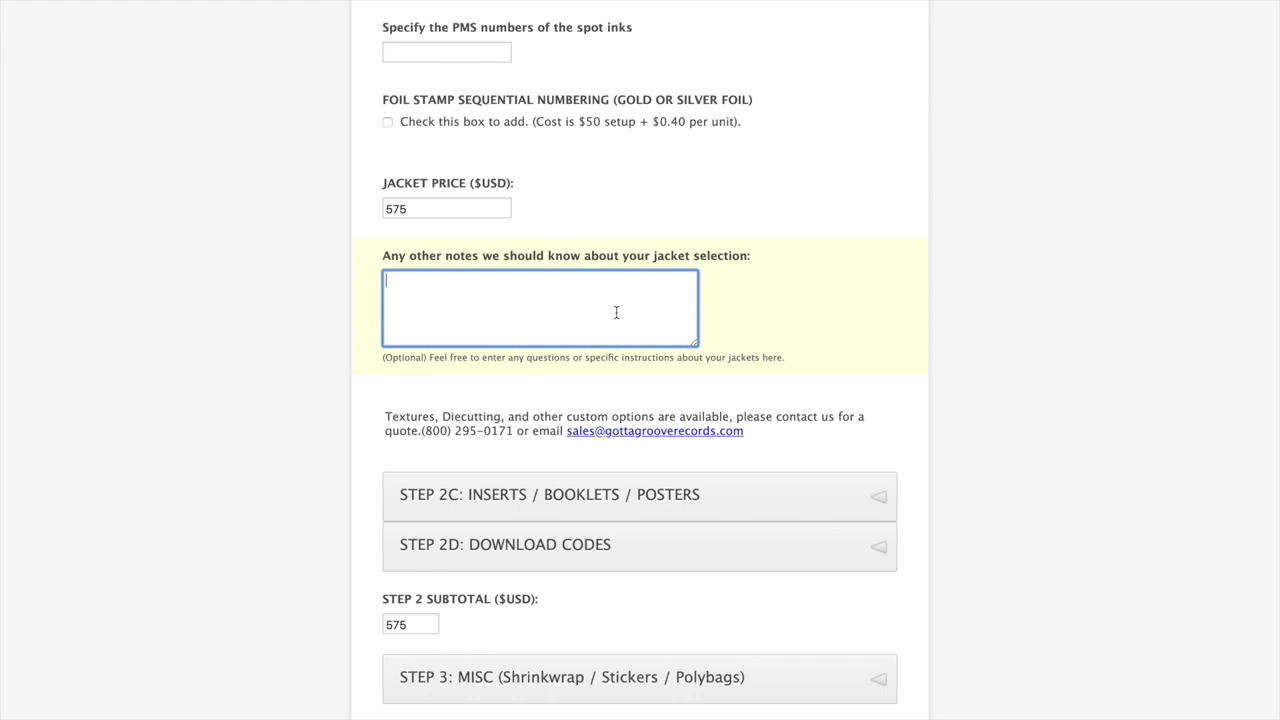 Specify the PMS numbers of the spot inks
FOIL STAMP SEQUENTIAL NUMBERING (GOLD OR SILVER FOIL)
Check this box to add. (Cost is $50 setup + $0.40 per unit).
JACKET PRICE ($USD):
575
Any other notes we should know about your jacket selection:
(Optional) Feel free to enter any questions or specific instructions about your jackets here.
Textures, Diecutting, and other custom options are available, please contact us for a
quote.(800) 295-0171 or email sales@gottagrooverecords.com
STEP 2C: INSERTS / BOOKLETS / POSTERS
STEP 2D: DOWNLOAD CODES
STEP 2 SUBTOTAL ($USD):
575
STEP 3: MISC (Shrinkwrap / Stickers / Polybags)